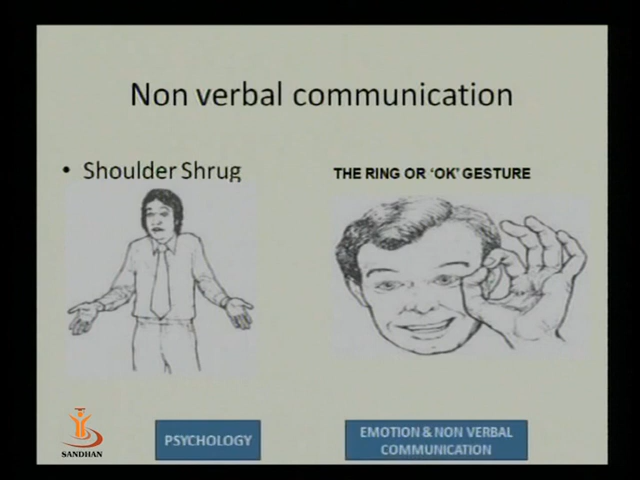 Non verbal communication
• Shoulder Shrug
THE RING OR 'OK' GESTURE
SANDHAN
PSYCHOLOGY
EMOTION & NON VERBAL
COMMUNICATION